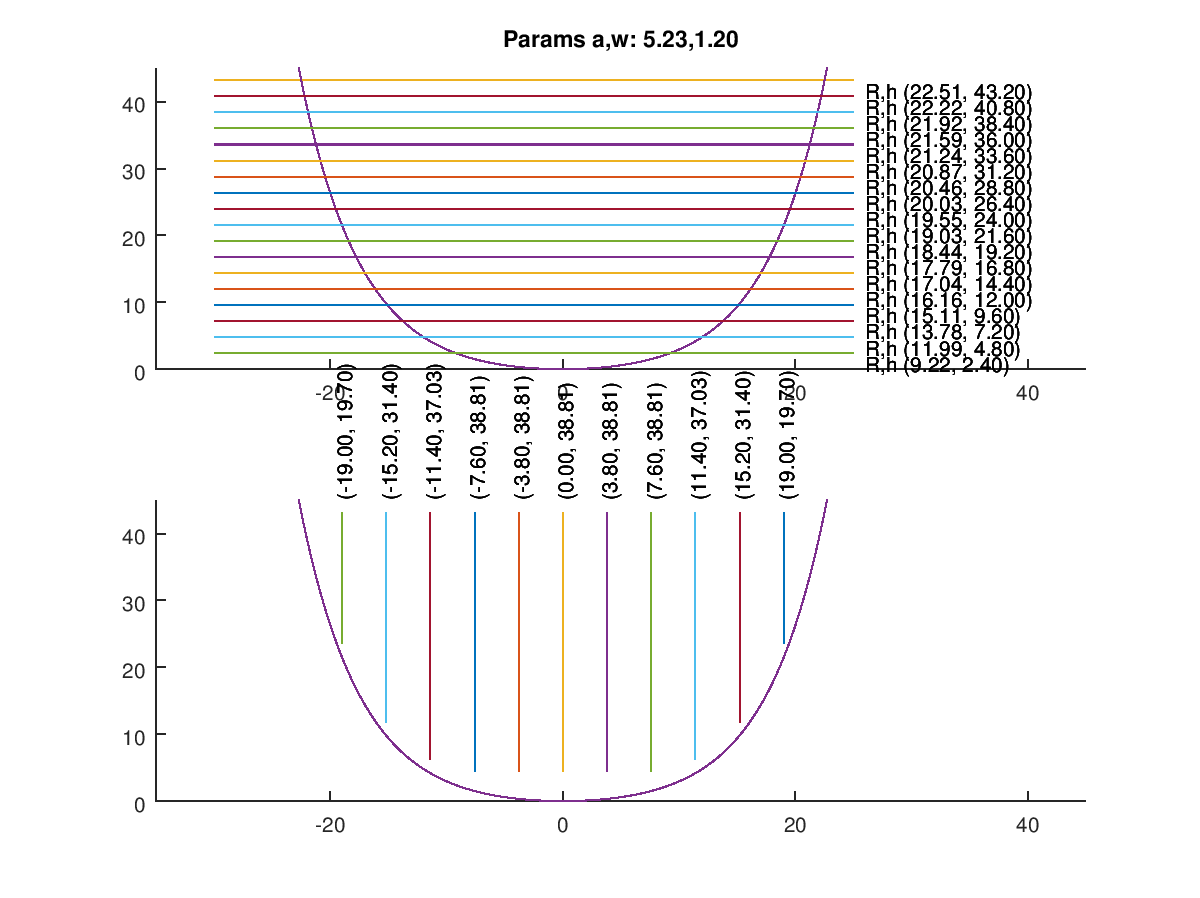 Params a,w: 5.23,1.20
40
30
20
10
0
R,h (22.51, 43.20)
R,h (22.22, 40.80)
R,h (21.92, 38.40)
R,h (21.59, 36.00)
R,h (21.24, 33.60)
R,h (20.87, 31.20)
R,h (20.46, 28.80)
R,h (20.03, 26.40)
R,h (19.55, 24.00)
R,h (19.03, 21.60)
R,h (18.44, 19.20)
R,h (17.79, 16.80)
R,h (17.04, 14.40)
R,h (16.16, 12.00)
R,h (15.11, 9.60)
R,h (13.78, 7.20)
R,h (11.99, 4.80)
R,h (9.22, 2.40)
-20
0
20
40
(-19.00, 19.70)
(-15.20, 31.40)
(-11.40, 37.03)
(-7.60, 38.81)
(-3.80, 38.81)
(0.00, 38.81)
(3.80, 38.81)
(7.60, 38.81)
(11.40, 37.03)
(15.20, 31.40)
(19.00, 19.70)
40
30
20
10
0
-20
0
20
40